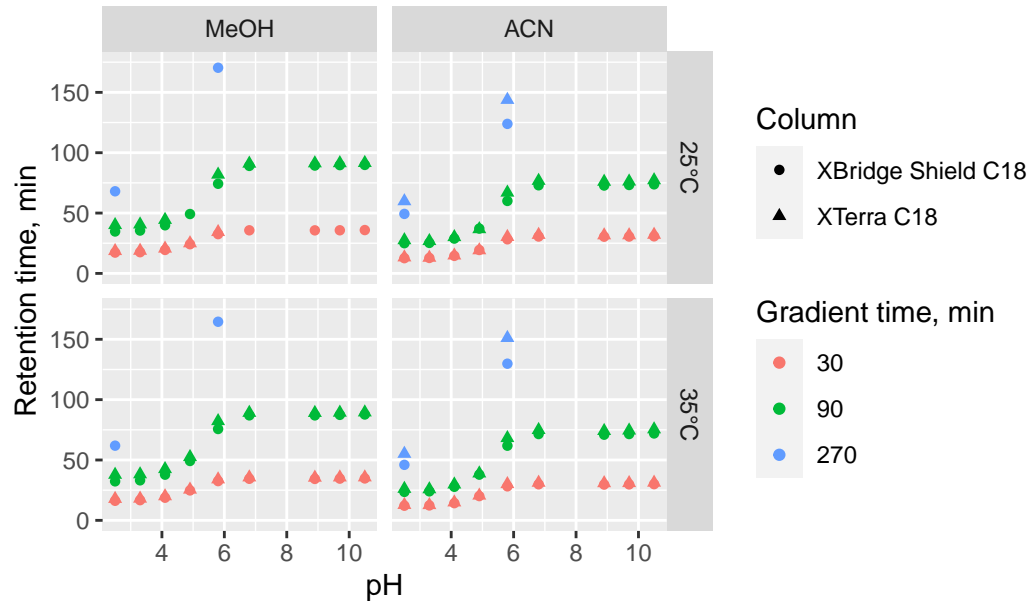 MeOH
ACN
Retention time, min
150
100
50
0
25°C
150
100
50
0
35°C
4
6
8
10
4
6
8
10
pH
Column
XBridge Shield C18
XTerra C18
Gradient time, min
30
90
270